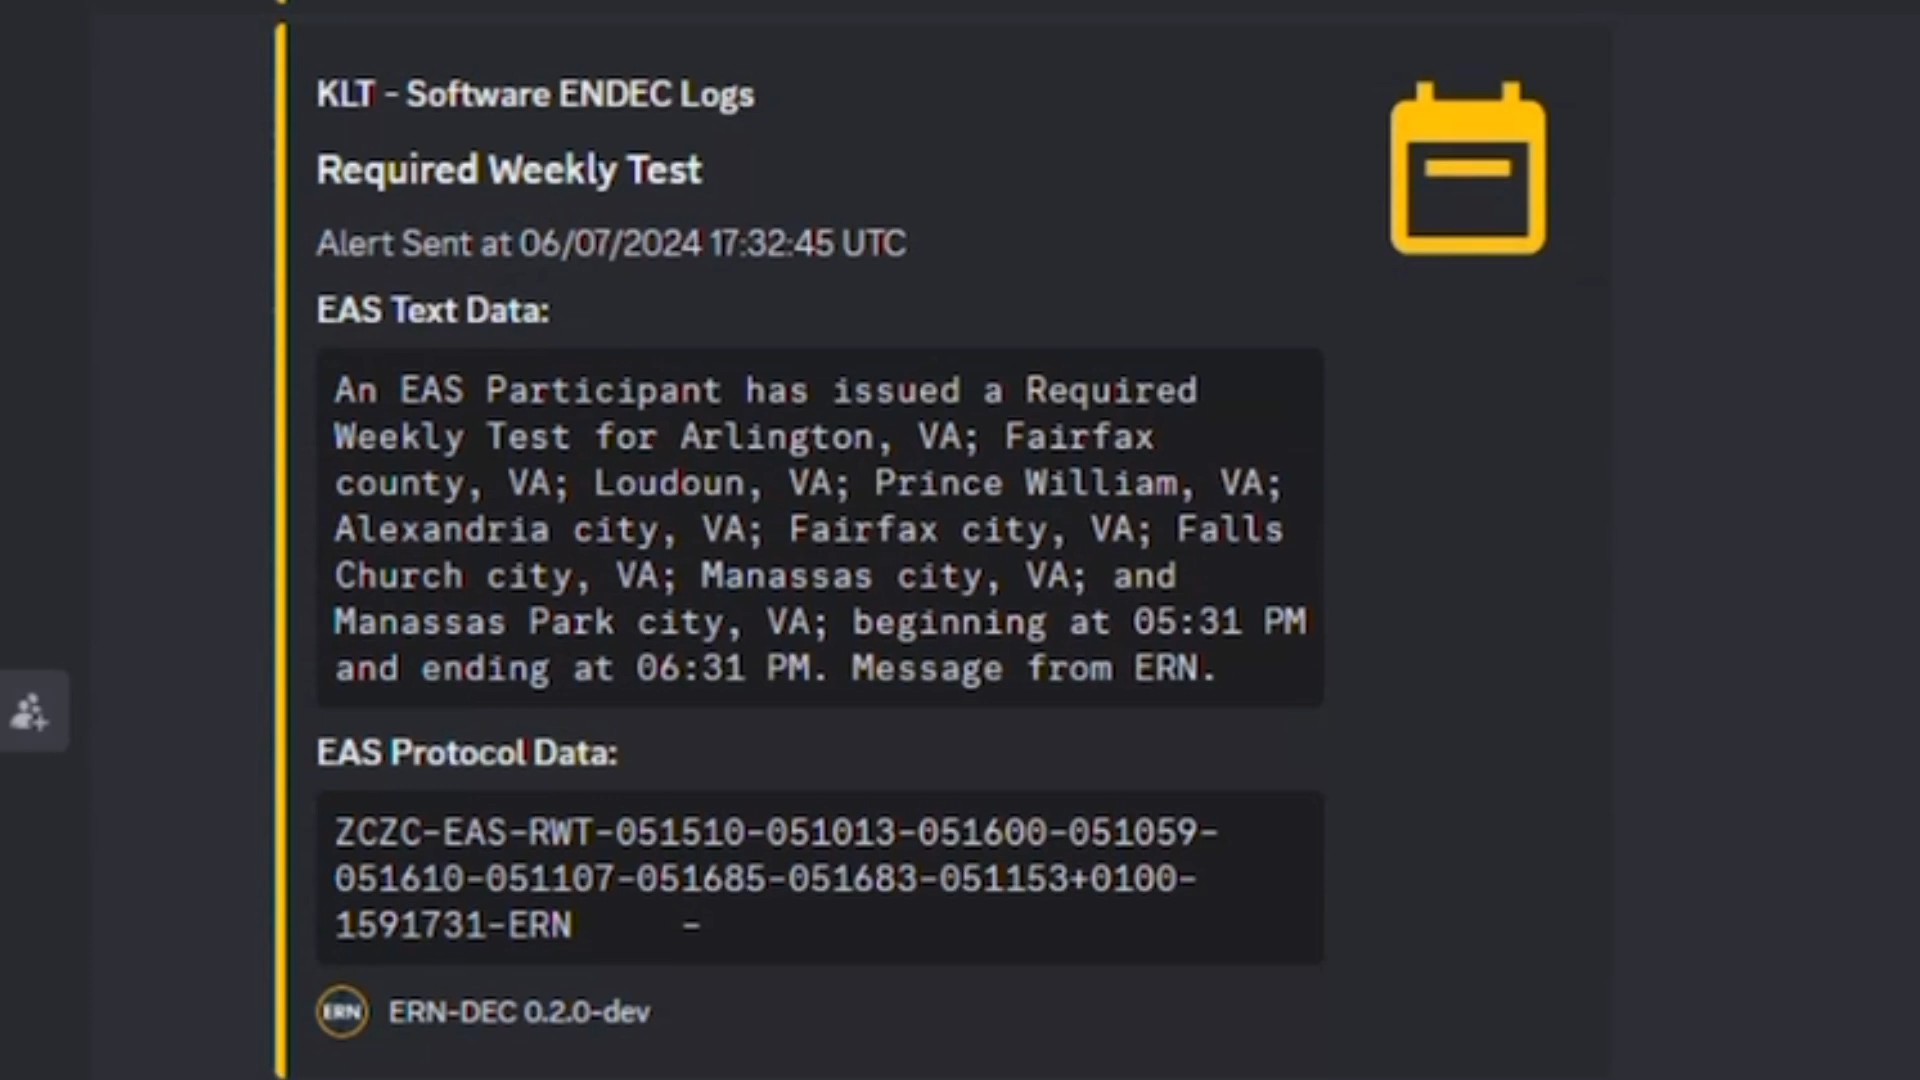 KLT - Software ENDEC Logs
Required Weekly Test
Alert Sent at 06/07/2024 17:32:45 UTC
EAS Text Data:
An EAS Participant has issued a Required
Weekly Test for Arlington, VA; Fairfax
county, VA; Loudoun, VA; Prince William, VA;
Alexandria city, VA; Fairfax city, VA; Falls
Church city, VA; Manassas city, VA; and
Manassas Park city, VA; beginning at 05:31 PM
and ending at 06:31 PM. Message from ERN.
EAS Protocol Data:
ZCZC-EAS-RWT-051510-051013-051600-051059-
051610-051107-051685-051683-051153+0100-
1591731-ERN     -
ERN ERN-DEC 0.2.0-dev